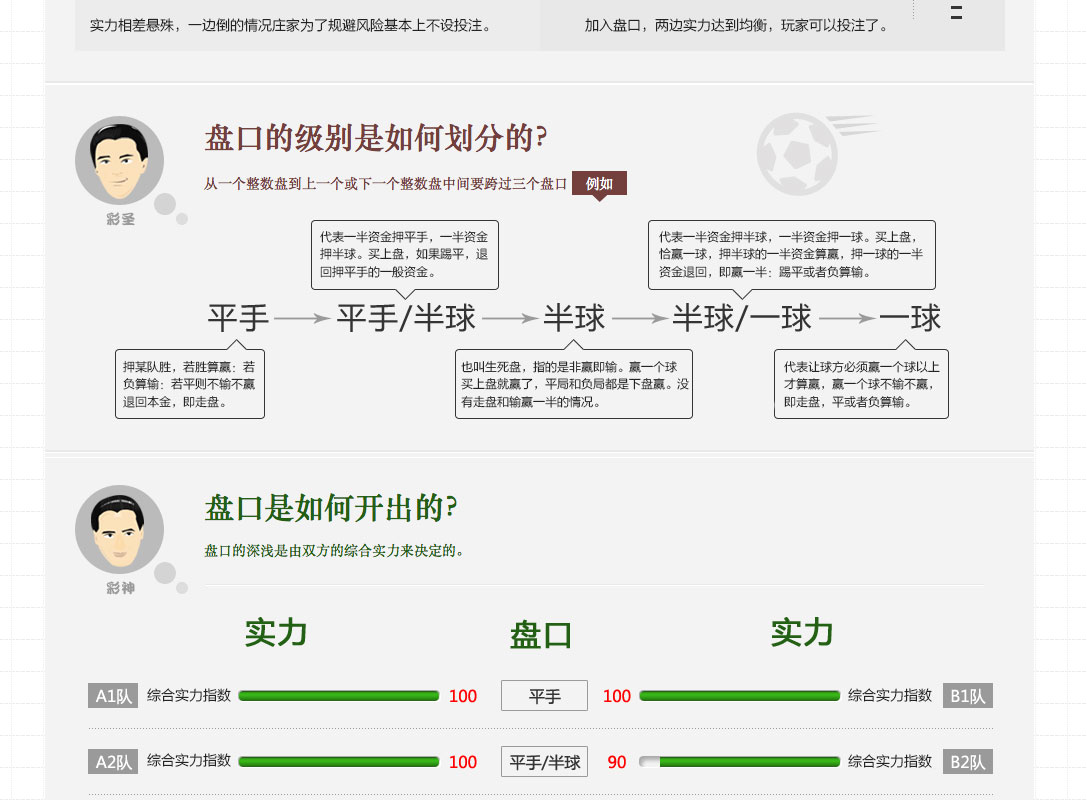 实力相差悬殊，一边倒的情况庄家为了规避风险基本上不设投注。
加入盘口，两边实力达到均衡，玩家可以投注了。
盘口的级别是如何划分的?
从一个整数盘到上一个或下一个整数盘中间要跨过三个盘口
例如
彩圣
代表一半资金押平手，一半资金
押半球。买上盘，如果踢平，退
回押平手的一般资金。
代表一半资金押半球，一半资金押一球。买上盘，
恰赢一球，押半球的一半资金算赢，押一球的一半
资金退回，即赢一半：踢平或者负算输。
平手
平手/半球
半球
半球/一球
一球
押某队胜，若胜算赢：若
负算输：若平则不输不赢
退回本金，即走盘。
也叫生死盘，指的是非赢即输。赢一个球
买上盘就赢了，平局和负局都是下盘赢。没
有走盘和输赢一半的情况。
代表让球方必须赢一个球以上
才算赢，赢一个球不输不赢，
即走盘，平或者负算输。
盘口是如何开出的?
盘口的深浅是由双方的综合实力来决定的。
彩神
实力
盘口
实力
A1队 综合实力指数 100 平手 100 综合实力指数 B1队
A2队 综合实力指数 100 平手/半球 90 综合实力指数 B2队